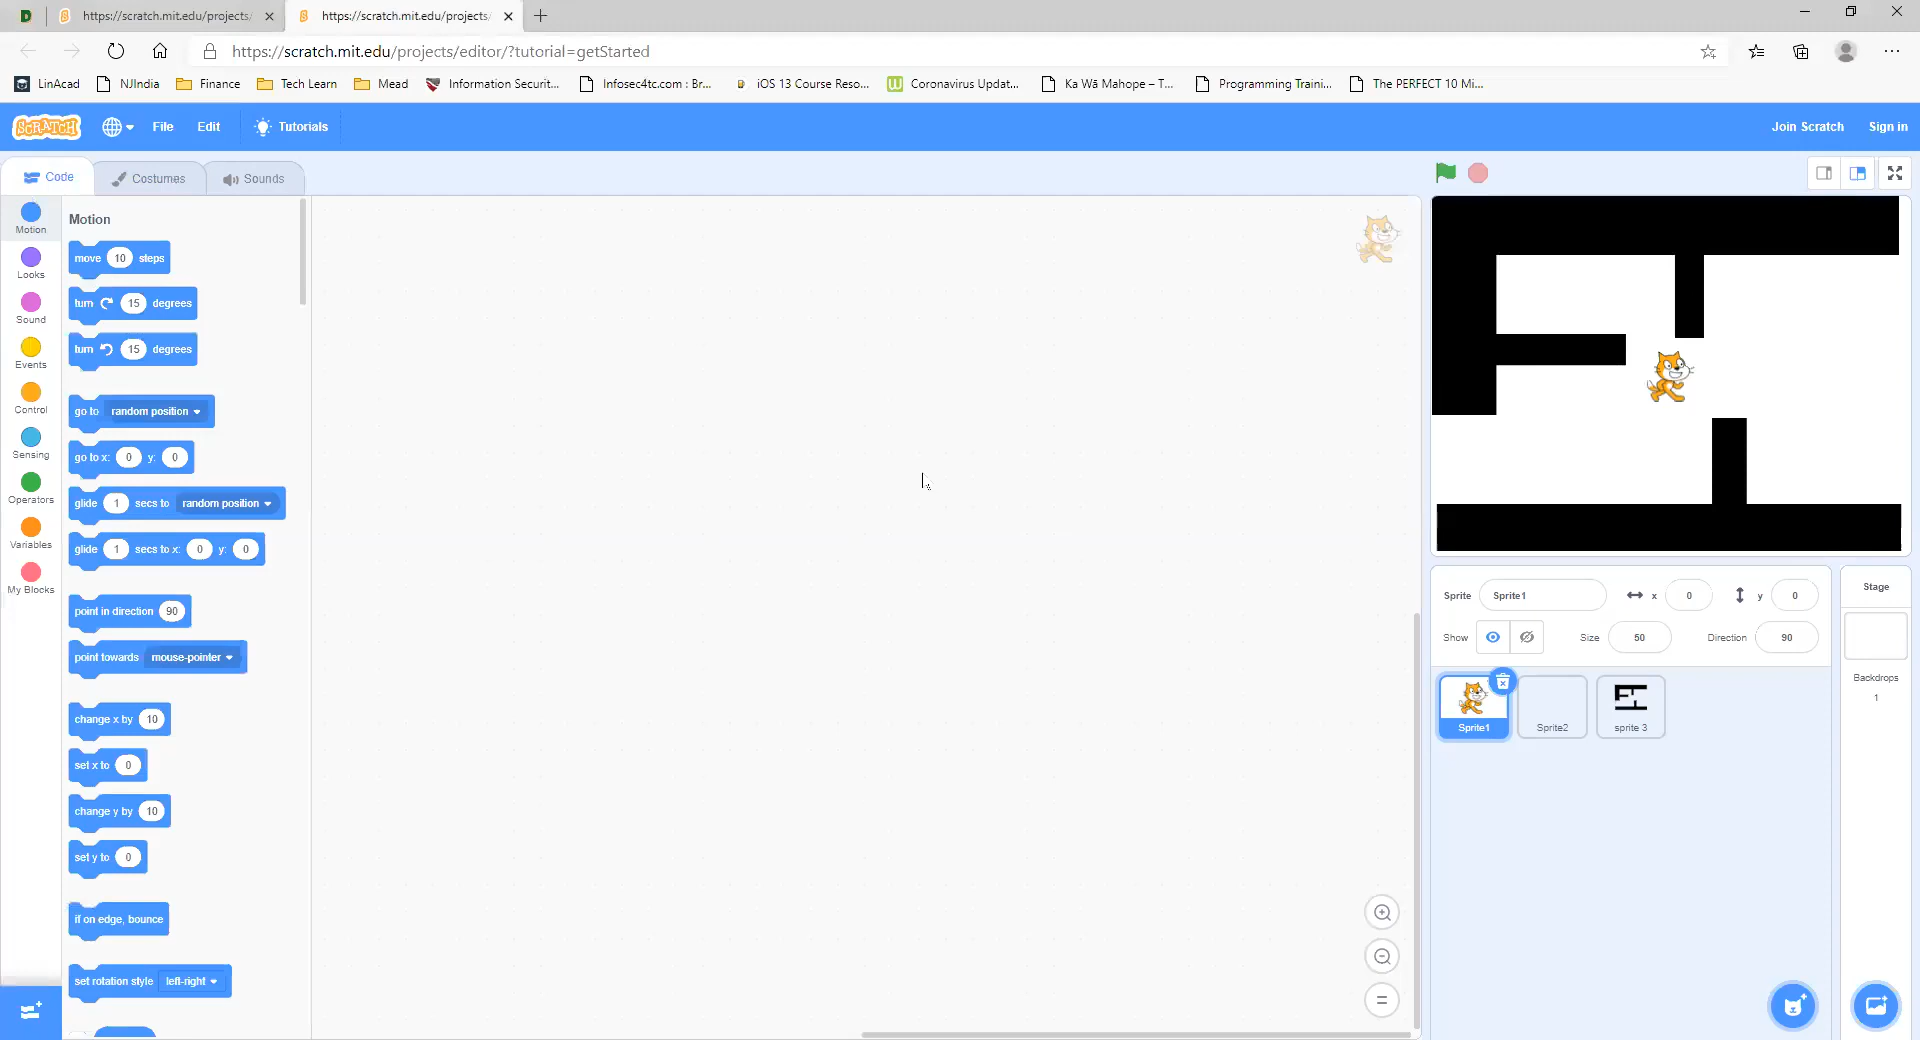 D
https://scratch.mit.edu/projects/
https://scratch.mit.edu/projects/
https://scratch.mit.edu/projects/editor/?tutorial=getStarted
LinAcad
NJIndia
Finance
Tech Learn
Mead
Information Securit...
Infosec4tc.com : Br...
iOS 13 Course Reso...
Coronavirus Updat...
Ka Wā Mahope – T...
Programming Traini...
The PERFECT 10 Mi...
SCRATCH
File
Edit
Tutorials
Join Scratch
Sign in
Code
Costumes
Sounds
Motion
Looks
Sound
Events
Control
Sensing
Operators
Variables
My Blocks
Motion
move 10 steps
turn 15 degrees
turn 15 degrees
go to random position
go to x: 0 y: 0
glide 1 secs to random position
glide 1 secs to x: 0 y: 0
point in direction 90
point towards mouse-pointer
change x by 10
set x to 0
change y by 10
set y to 0
if on edge, bounce
set rotation style left-right
Sprite Sprite1 x 0 y 0
Show Size 50 Direction 90
Sprite1
Sprite2
sprite 3
Stage
Backdrops
1